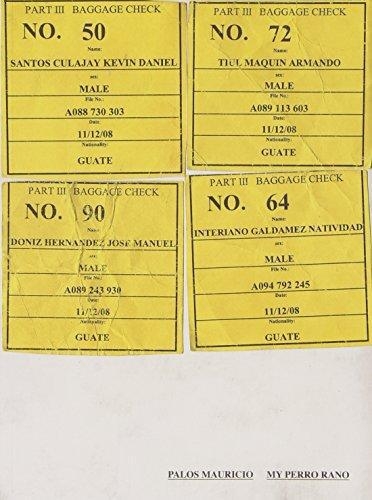 PART III BAGGAGE CHECK
NO. 50
Name:
SANTOS CULAJAY KEVIN DANIEL
sex:
MALE
File No.:
A088 730 303
Date:
11/12/08
Nationality:
GUATE
PART III BAGGAGE CHECK
NO. 72
Name:
TIUL MAQUIN ARMANDO
sex:
MALE
File No.:
A089 113 603
Date:
11/12/08
Nationality:
GUATE
PART III BAGGAGE CHECK
NO. 90
Name:
DONIZ HERNANDEZ JOSE MANUEL
sex:
MALE
File No.:
A089 243 930
Date:
11/12/08
Nationality:
GUATE
PART III BAGGAGE CHECK
NO. 64
Name:
INTERIANO GALDAMEZ NATIVIDAD
sex:
MALE
File No.:
A094 792 245
Date:
11/12/08
Nationality:
GUATE
PALOS MAURICIO MY PERRO RANO